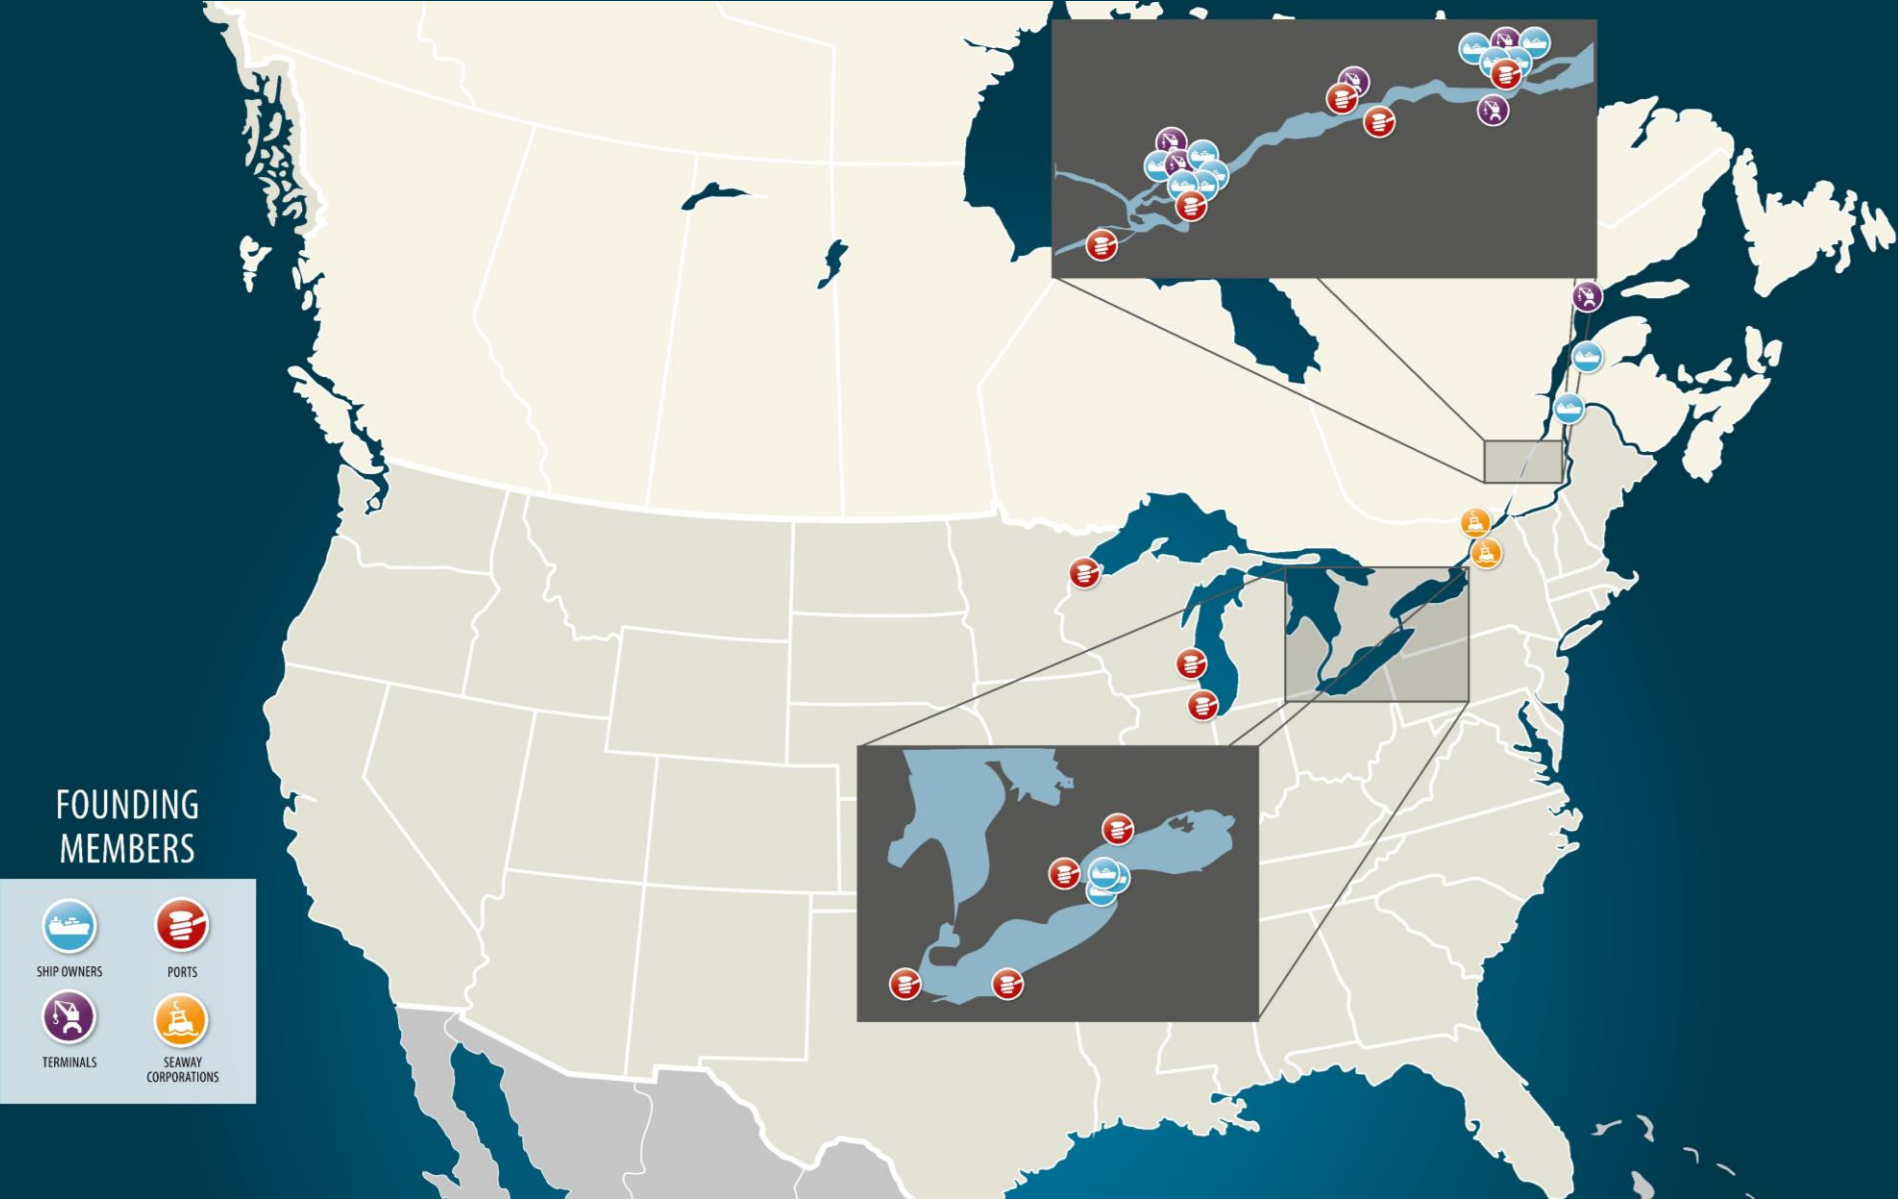 FOUNDING
MEMBERS
SHIP OWNERS
PORTS
TERMINALS
SEAWAY
CORPORATIONS